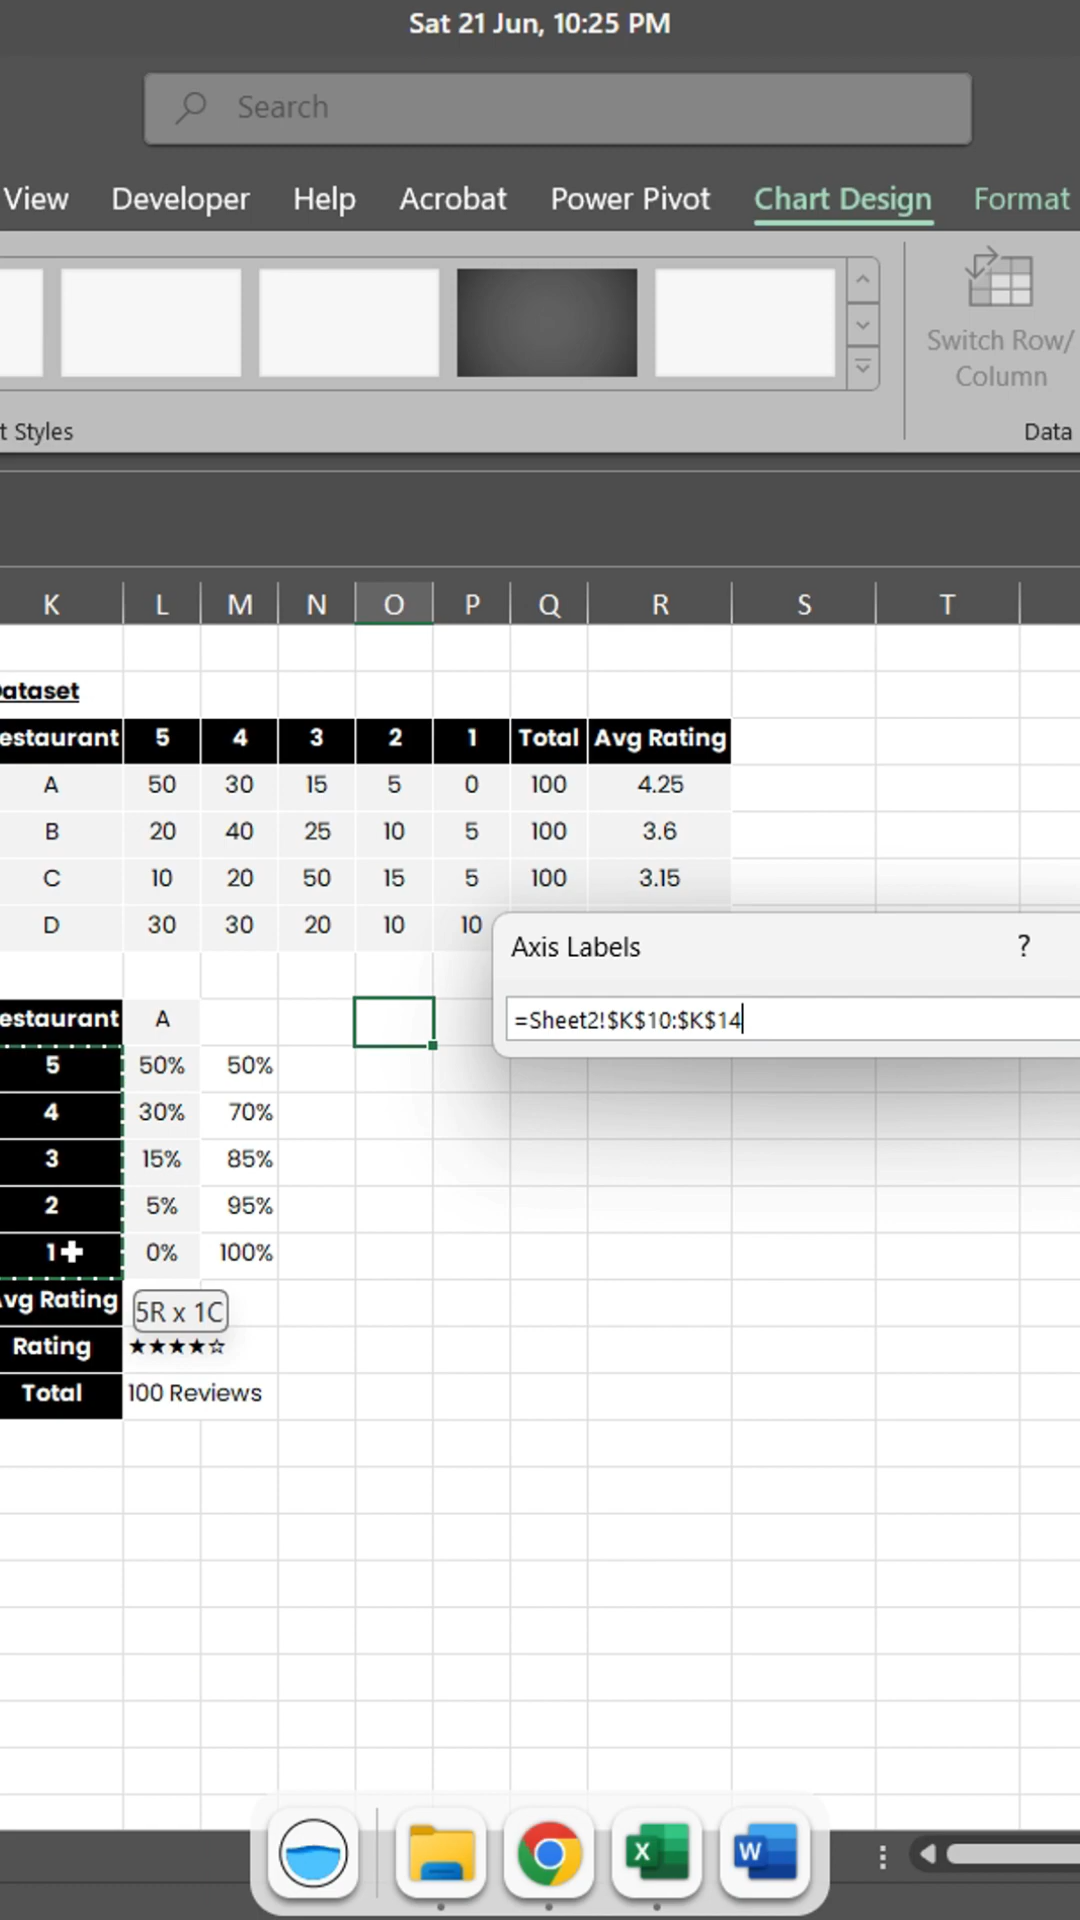 Sat 21 Jun, 10:25 PM
Search
View Developer Help Acrobat Power Pivot Chart Design Format
Switch Row/
Column
t Styles Data
K L M N O P Q R S T
ataset
estaurant 5 4 3 2 1 Total Avg Rating
A 50 30 15 5 0 100 4.25
B 20 40 25 10 5 100 3.6
C 10 20 50 15 5 100 3.15
D 30 30 20 10 10
Axis Labels ?
=Sheet2!$K$10:$K$14
estaurant A
5 50% 50%
4 30% 70%
3 15% 85%
2 5% 95%
1 0% 100%
vg Rating 5R x 1C
Rating ★★★★☆
Total 100 Reviews
X W